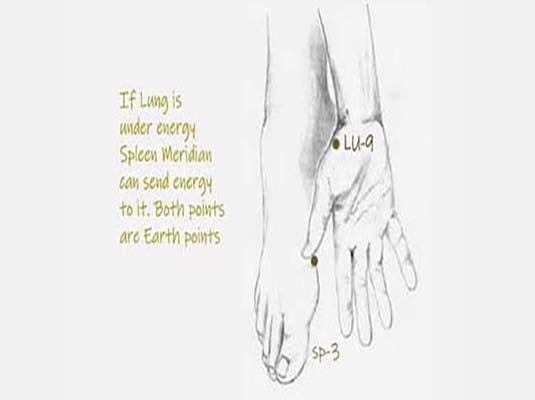 If Lung is
under energy
Spleen Meridian
can send energy
to it. Both points
are Earth points
LU-9
SP-3